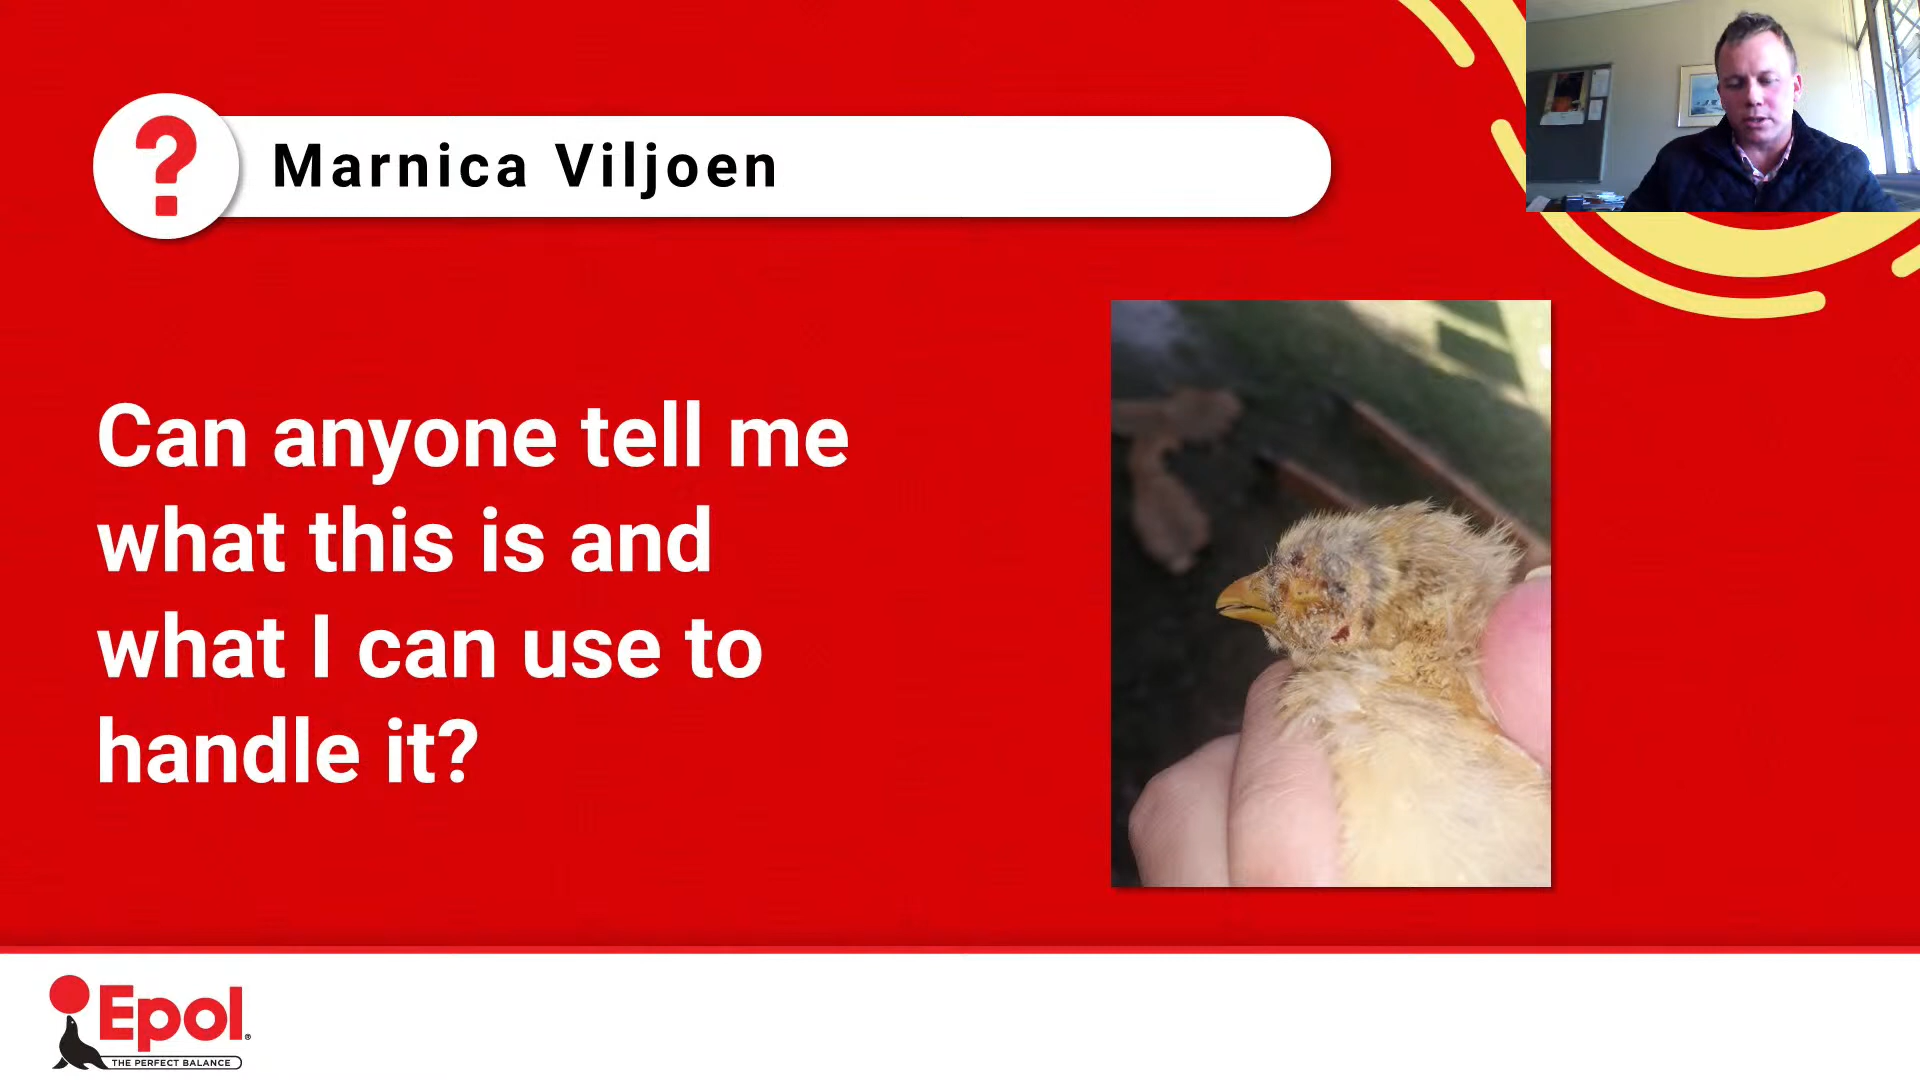 ?
Marnica Viljoen
Can anyone tell me
what this is and
what I can use to
handle it?
Epol®
THE PERFECT BALANCE